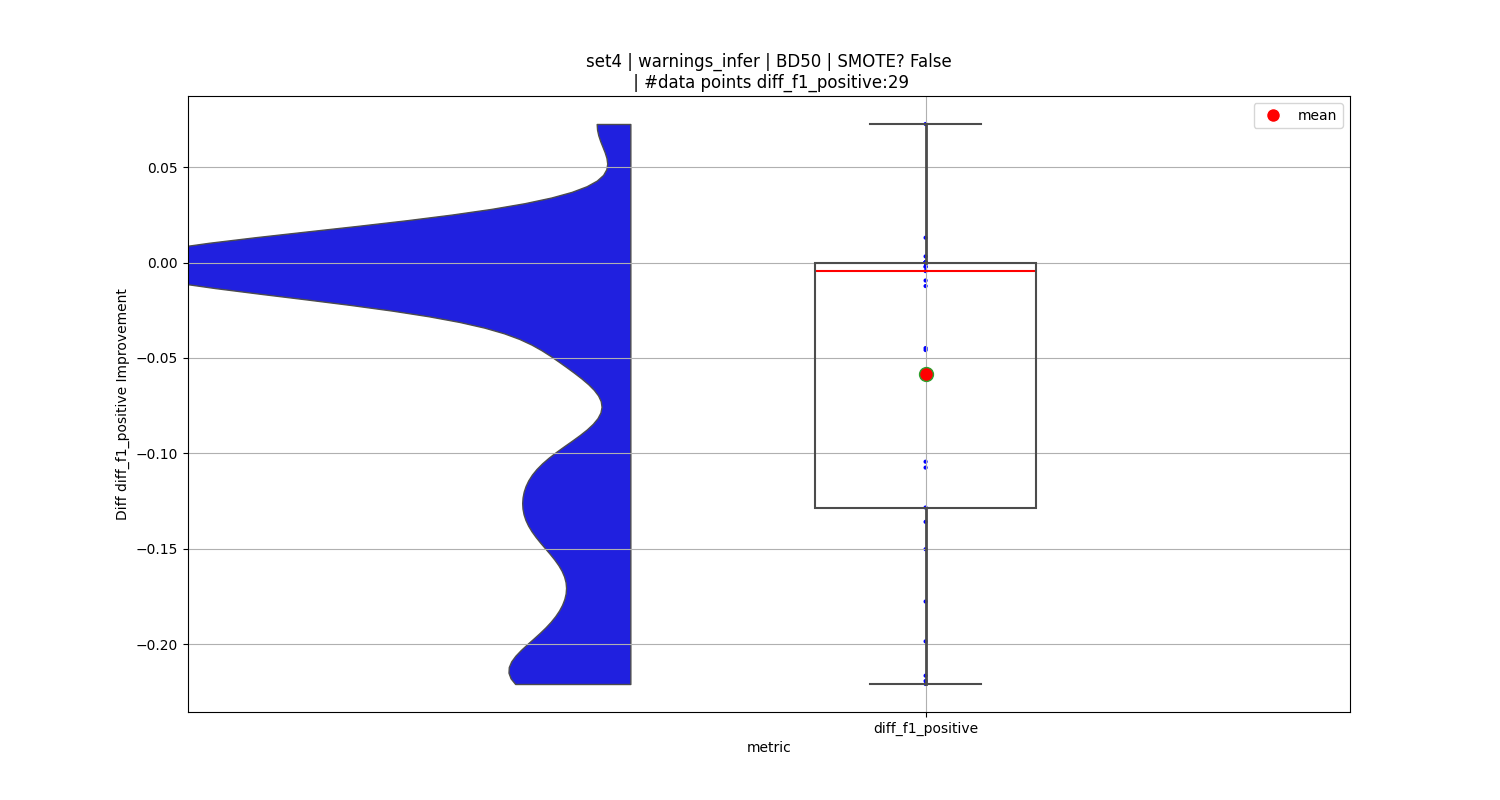 set4 | warnings_infer | BD50 | SMOTE? False
| #data points diff_f1_positive:29
mean
0.05
0.00
−0.05
−0.10
−0.15
−0.20
Diff diff_f1_positive Improvement
diff_f1_positive
metric